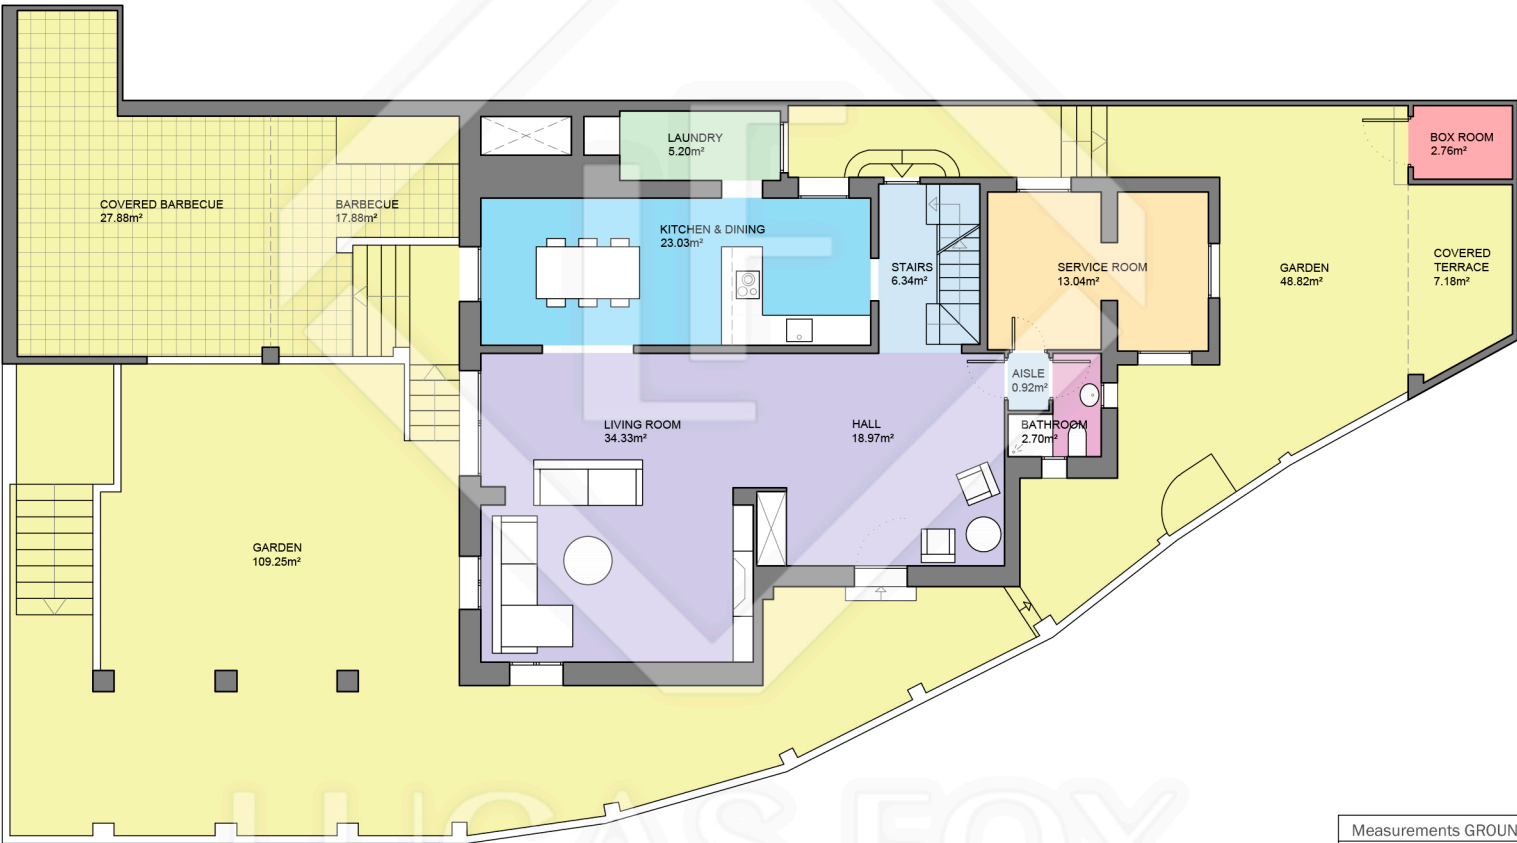 LAUNDRY
5.20m²
BOX ROOM
2.76m²
COVERED BARBECUE
27.88m²
BARBECUE
17.88m²
KITCHEN & DINING
23.03m²
STAIRS
6.34m²
SERVICE ROOM
13.04m²
GARDEN
48.82m²
COVERED
TERRACE
7.18m²
AISLE
0.92m²
LIVING ROOM
34.33m²
HALL
18.97m²
BATHROOM
2.70m²
GARDEN
109.25m²
LUCAS FOX
Measurements GROUN